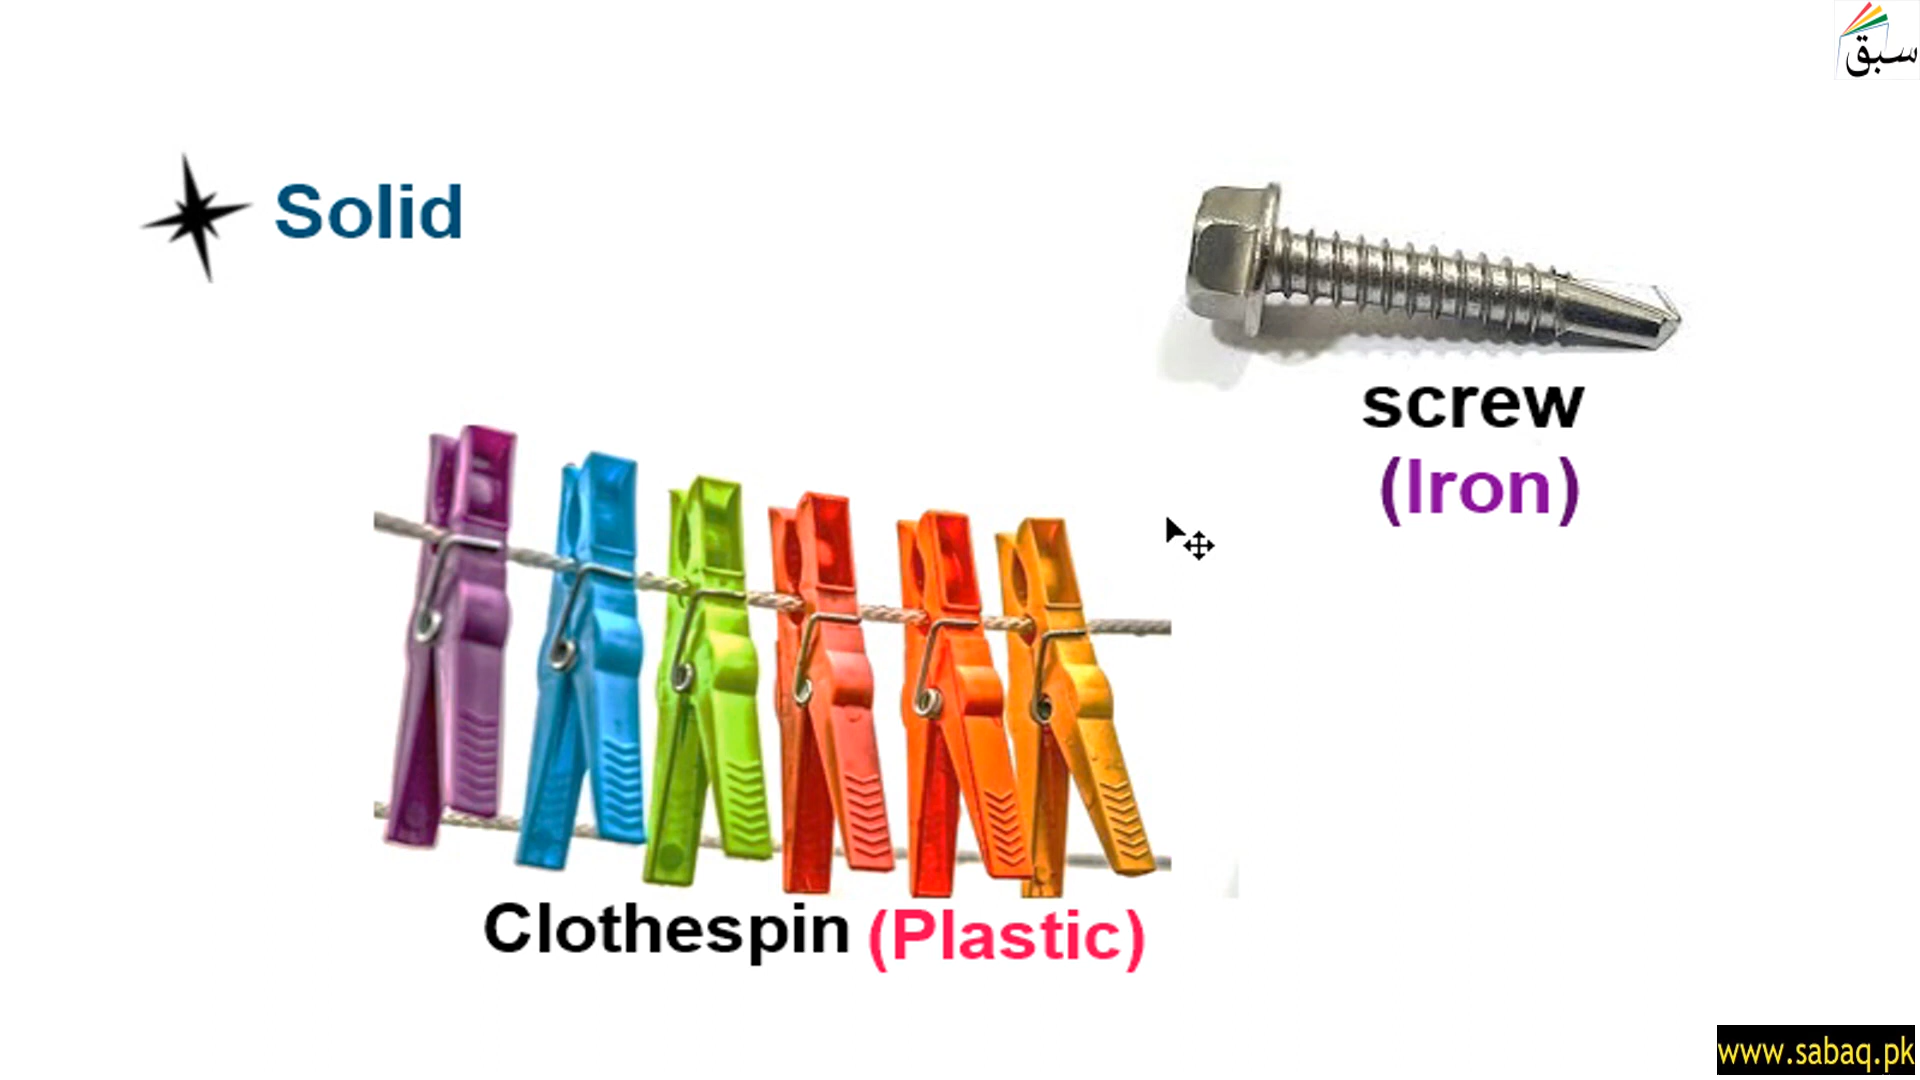 سبق
Solid
screw
(Iron)
Clothespin (Plastic)
www.sabaq.pk